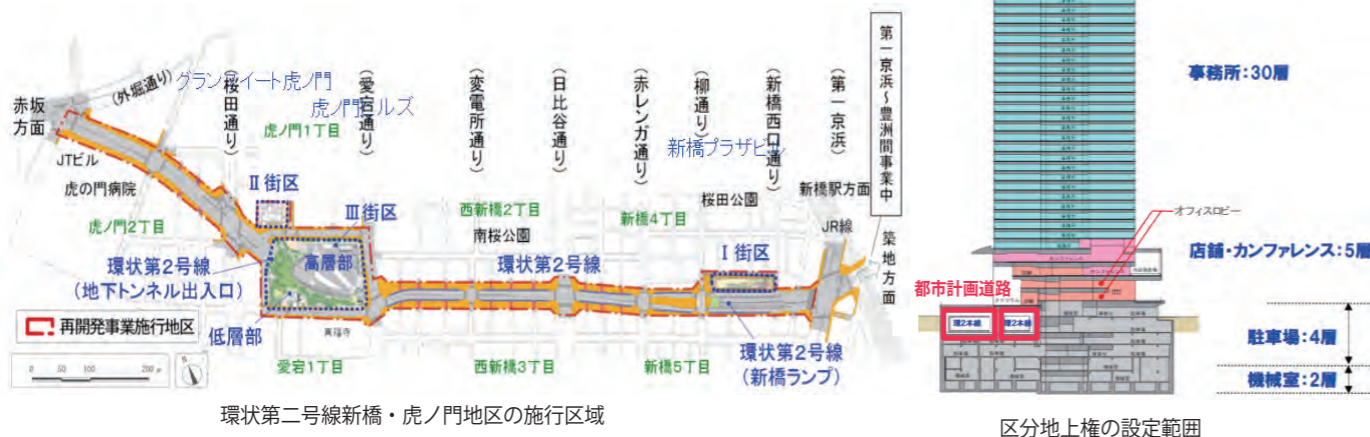 赤坂
方面
(外堀通り)
グランスイート虎ノ門
(桜田通り)
虎ノ門ヒルズ
(愛宕通り)
(変電所通り)
(日比谷通り)
(赤レンガ通り)
(柳通り)
(新橋西口通り)
(第一京浜)
第一京浜～豊洲間事業中
虎ノ門1丁目
新橋プラザビル
JTビル
虎の門病院
Ⅱ街区
Ⅲ街区
西新橋2丁目
新橋4丁目
桜田公園
新橋駅方面
JR線
築地方面
虎ノ門2丁目
南桜公園
Ⅰ街区
環状第2号線
(地下トンネル出入口)
高層部
環状第2号線
再開発事業施行地区
低層部
真福寺
環状第2号線
(新橋ランプ)
0 50 100 200
愛宕1丁目
西新橋3丁目
新橋5丁目
環状第二号線新橋・虎ノ門地区の施行区域
事務所:30層
オフィスロビー
店舗・カンファレンス:5層
都市計画道路
環2本線
環2本線
駐車場:4層
機械室:2層
区分地上権の設定範囲